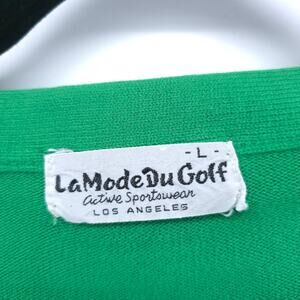 - L -
LaModeDuGolf
active Sportswear
LOS ANGELES